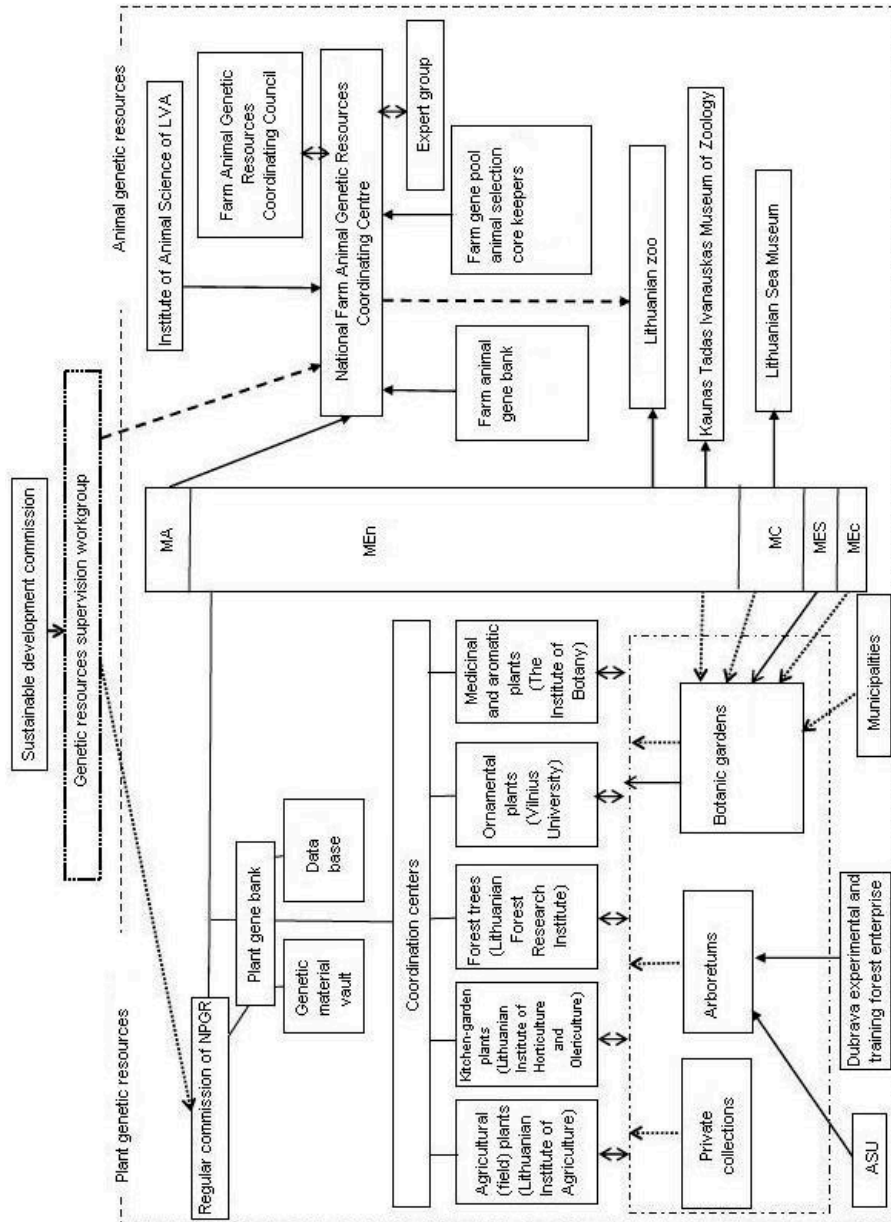 Sustainable development commission
Genetic resources supervision workgroup
Plant genetic resources
Animal genetic resources
Regular commission of NPGR
Plant gene bank
Genetic
material
vault
Data
base
Coordination centers
Agricultural
(field) plants
(Lithuanian
Institute of
Agriculture)
Kitchen-garden
plants
(Lithuanian
Institute of
Horticulture
and
Olericulture)
Forest trees
(Lithuanian
Forest
Research
Institute)
Ornamental
plants
(Vilnius
University)
Medicinal
and aromatic
plants
(The
Institute of
Botany)
Private
collections
Arboretums
Botanic gardens
ASU
Dubrava experimental and
training forest enterprise
Municipalities
MA
MEn
MC
MES
MEc
Institute of Animal Science of LVA
Farm Animal Genetic
Resources
Coordinating Council
National Farm Animal Genetic Resources
Coordinating Centre
Expert group
Farm animal
gene bank
Farm gene pool
animal selection
core keepers
Lithuanian zoo
Kaunas Tadas Ivanauskas Museum of Zoology
Lithuanian Sea Museum